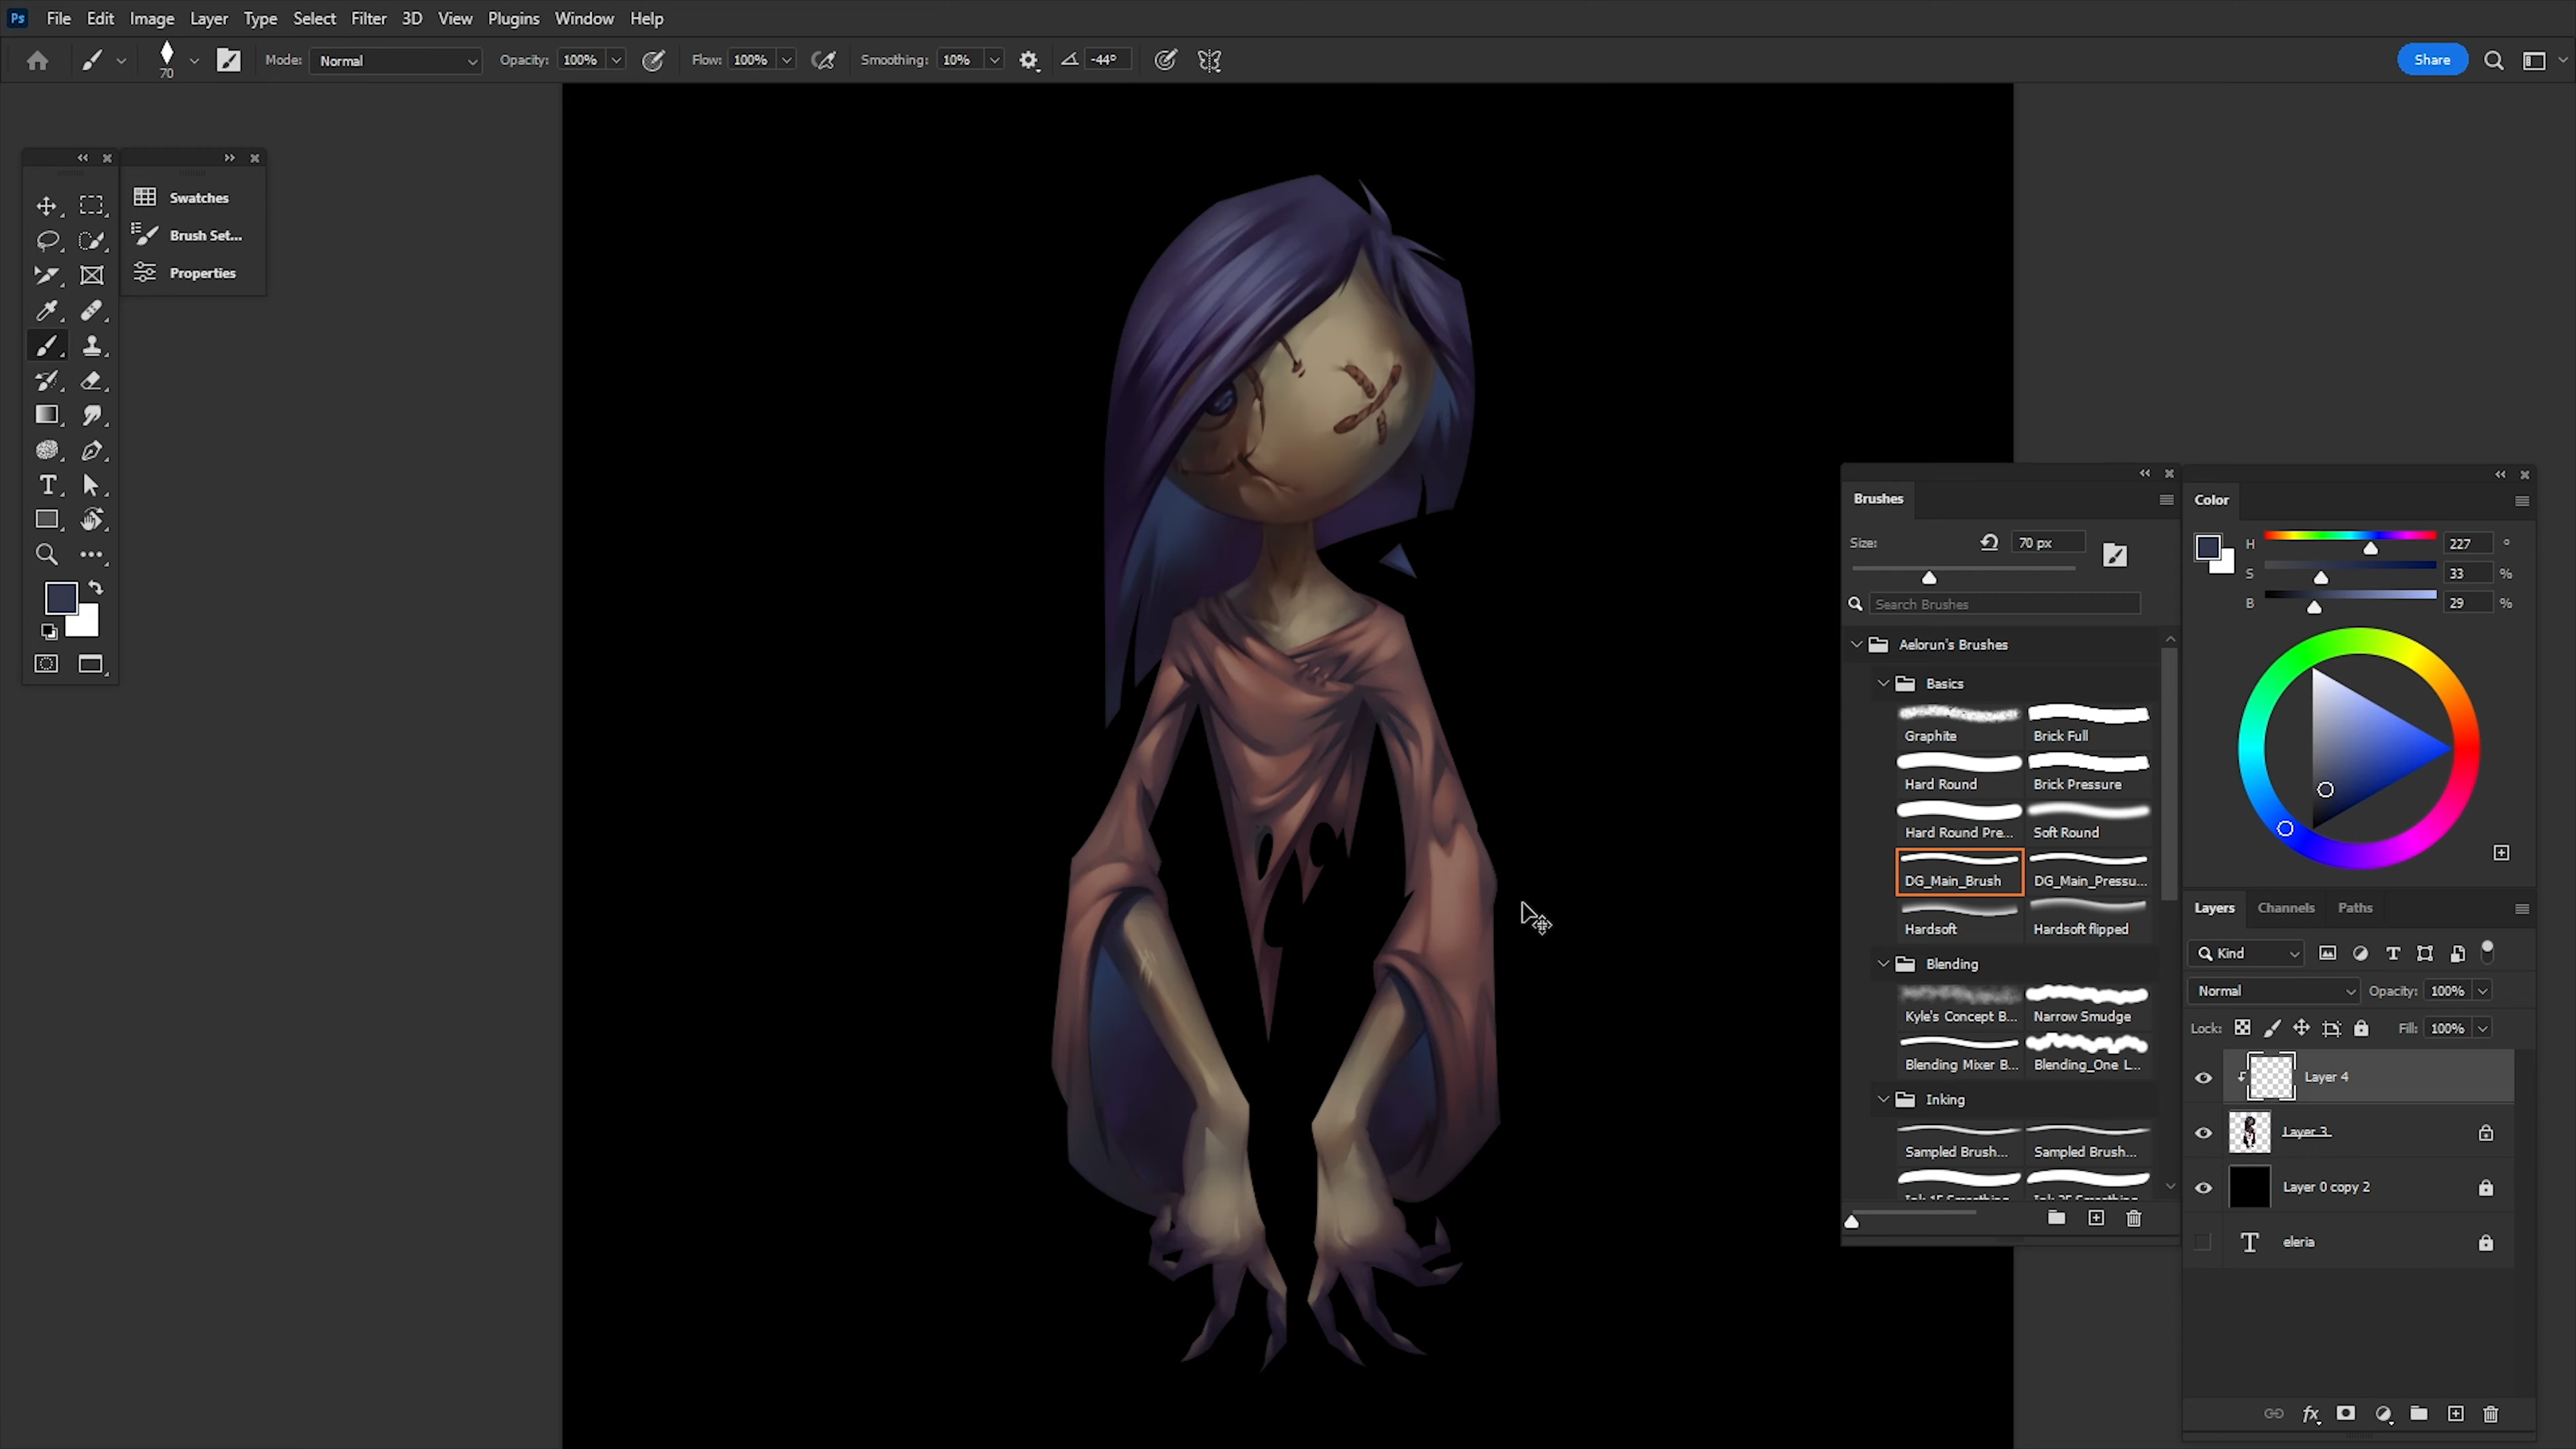 Ps File Edit Image Layer Type Select Filter 3D View Plugins Window Help
70 Mode: Normal Opacity: 100% Flow: 100% Smoothing: 10% -44° Share
Swatches
Brush Set...
Properties
T
Brushes
Size: 70 px
Search Brushes
Aelorun's Brushes
Basics
Graphite Brick Full
Hard Round Brick Pressure
Hard Round Pre... Soft Round
DG_Main_Brush DG_Main_Pressu...
Hardsoft Hardsoft flipped
Blending
Kyle's Concept B... Narrow Smudge
Blending Mixer B... Blending_One L...
Inking
Sampled Brush... Sampled Brush...
Color
H 227 °
S 33 %
B 29 %
Layers Channels Paths
Kind
Normal Opacity: 100%
Lock: Fill: 100%
Layer 4
Layer 3
Layer 0 copy 2
T eleria
fx